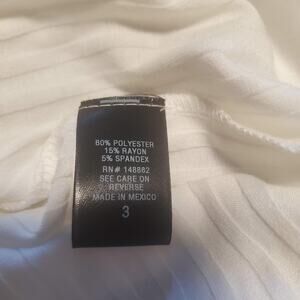 80% POLYESTER
15% RAYON
5% SPANDEX
RN# 148862
SEE CARE ON
REVERSE
MADE IN MEXICO
3